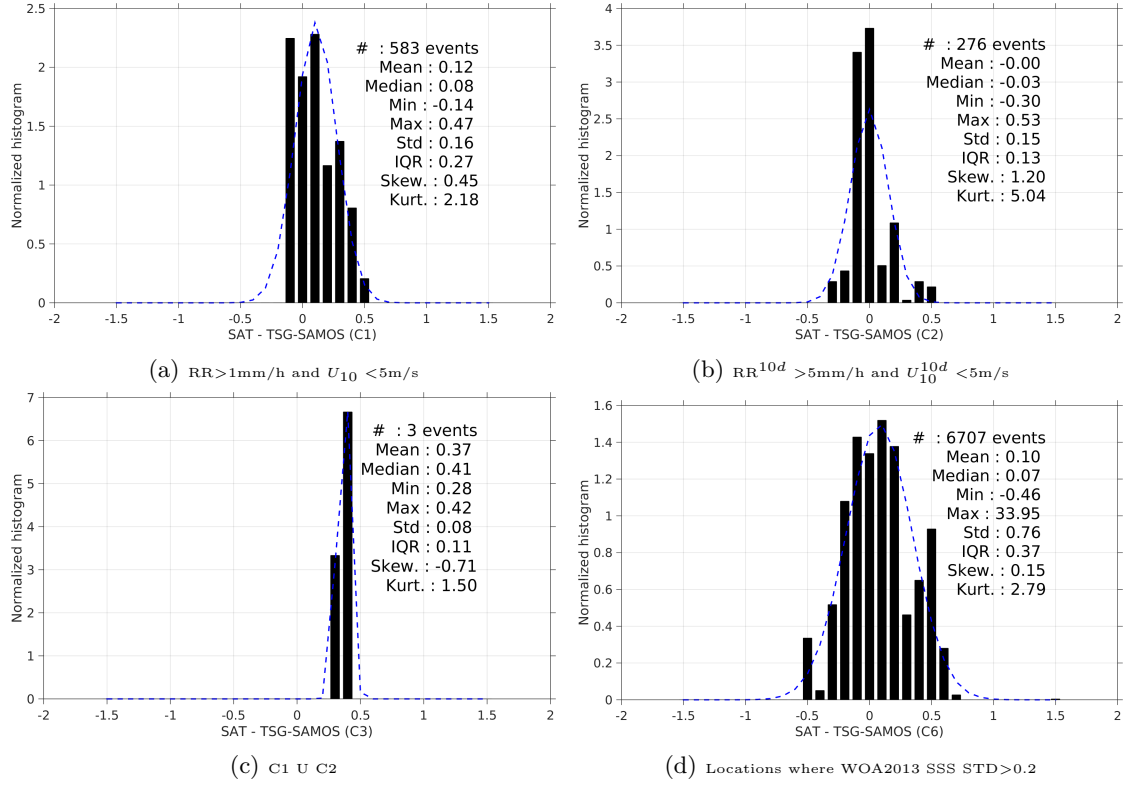 2.5
2
1.5
1
0.5
0
-2 -1.5 -1 -0.5 0 0.5 1 1.5 2
Normalized histogram
SAT - TSG-SAMOS (C1)
# : 583 events
Mean : 0.12
Median : 0.08
Min : -0.14
Max : 0.47
Std : 0.16
IQR : 0.27
Skew. : 0.45
Kurt. : 2.18
(a) RR>1mm/h and U10 <5m/s
4
3.5
3
2.5
2
1.5
1
0.5
0
-2 -1.5 -1 -0.5 0 0.5 1 1.5 2
Normalized histogram
SAT - TSG-SAMOS (C2)
# : 276 events
Mean : -0.00
Median : -0.03
Min : -0.30
Max : 0.53
Std : 0.15
IQR : 0.13
Skew. : 1.20
Kurt. : 5.04
(b) RR10d >5mm/h and U10d10 <5m/s
7
6
5
4
3
2
1
0
-2 -1.5 -1 -0.5 0 0.5 1 1.5 2
Normalized histogram
SAT - TSG-SAMOS (C3)
# : 3 events
Mean : 0.37
Median : 0.41
Min : 0.28
Max : 0.42
Std : 0.08
IQR : 0.11
Skew. : -0.71
Kurt. : 1.50
(c) C1 U C2
1.6
1.4
1.2
1
0.8
0.6
0.4
0.2
0
-2 -1.5 -1 -0.5 0 0.5 1 1.5 2
Normalized histogram
SAT - TSG-SAMOS (C6)
# : 6707 events
Mean : 0.10
Median : 0.07
Min : -0.46
Max : 33.95
Std : 0.76
IQR : 0.37
Skew. : 0.15
Kurt. : 2.79
(d) Locations where WOA2013 SSS STD>0.2